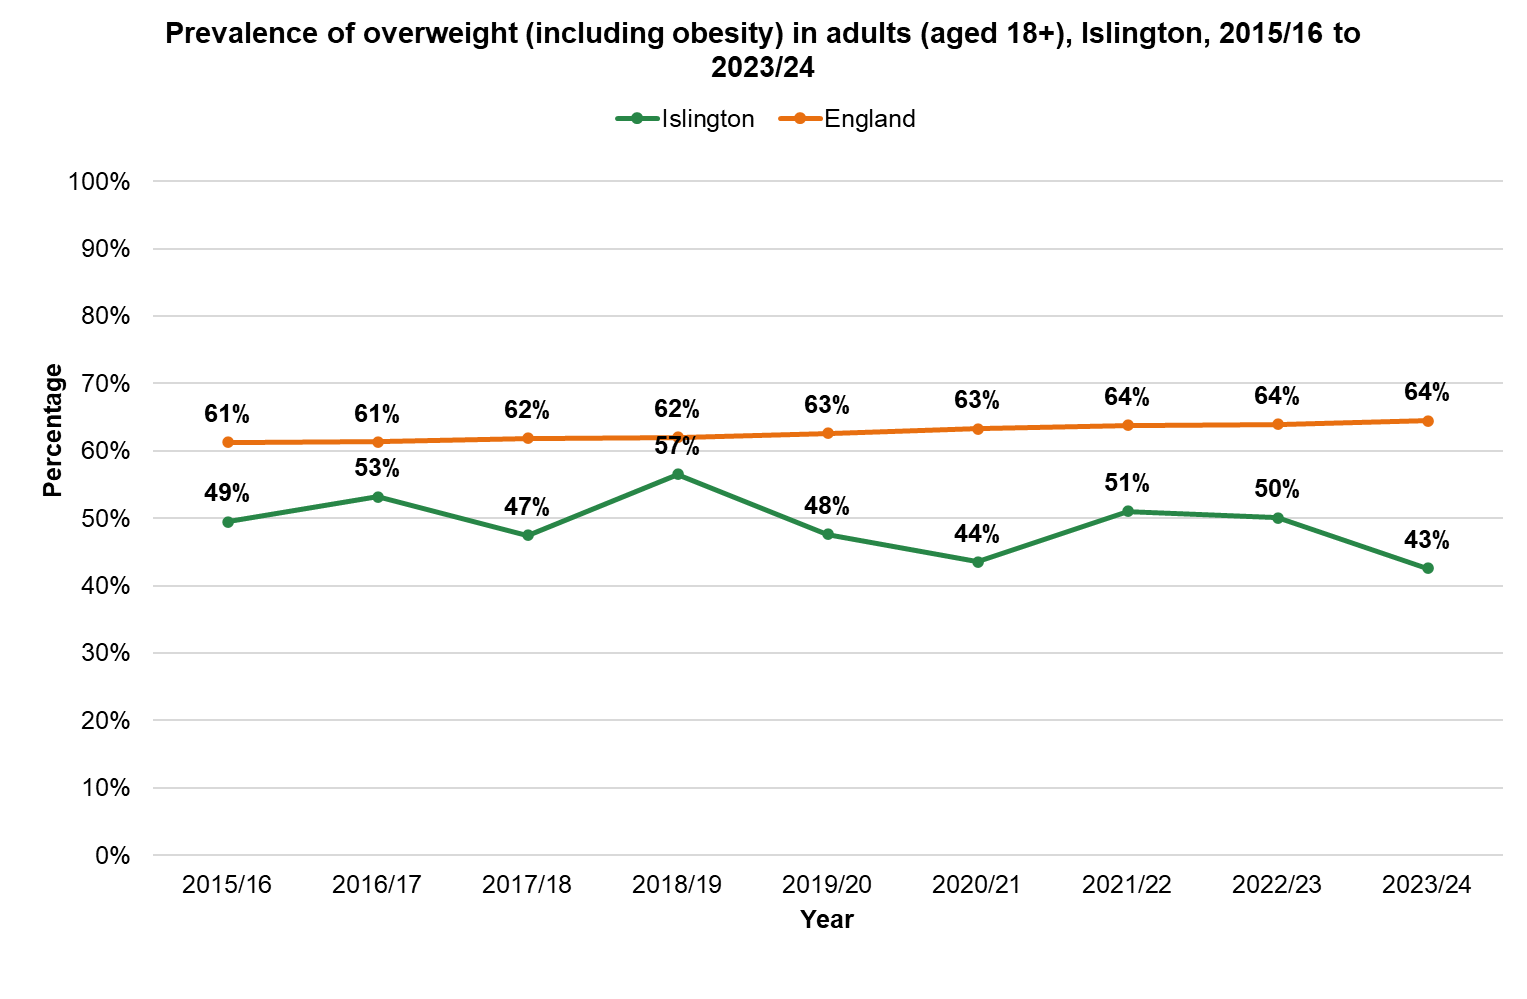 Prevalence of overweight (including obesity) in adults (aged 18+), Islington, 2015/16 to
2023/24
Islington England
100%
90%
80%
70%
60%
50%
40%
30%
20%
10%
0%
Percentage
61% 61% 62% 62% 63% 63% 64% 64% 64%
49% 53% 47% 57% 48% 44% 51% 50% 43%
2015/16 2016/17 2017/18 2018/19 2019/20 2020/21 2021/22 2022/23 2023/24
Year